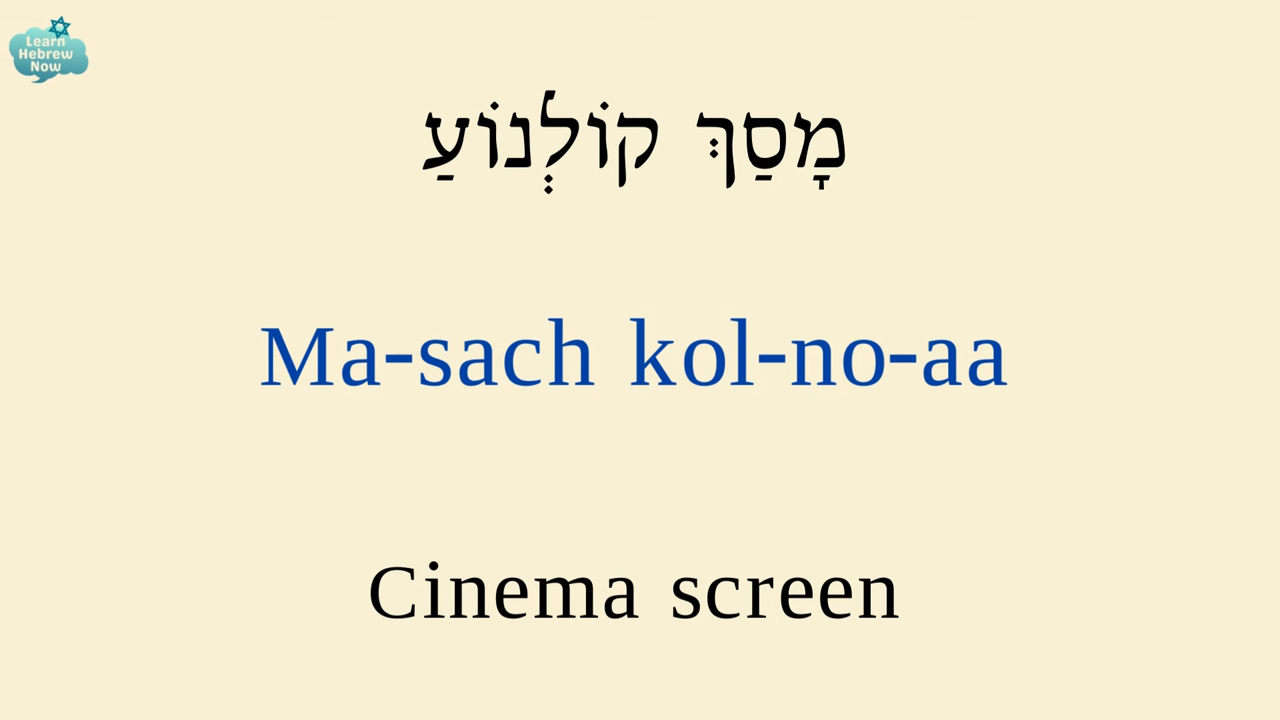 Learn
Hebrew
Now
מָסַךְ קוֹלְנוֹעַ
Ma-sach kol-no-aa
Cinema screen